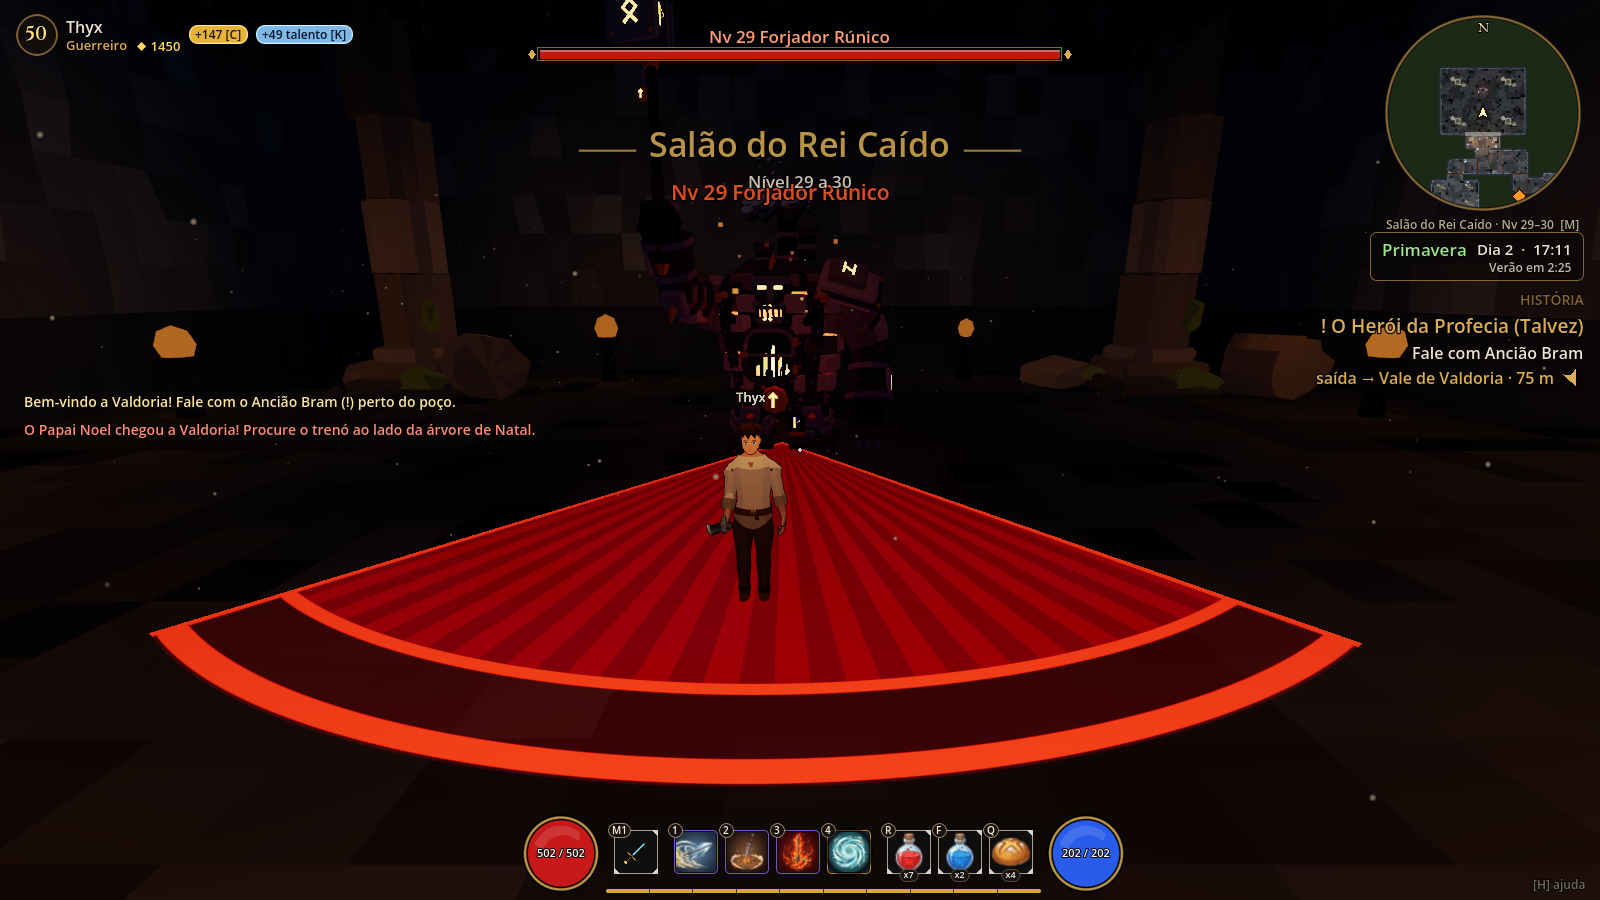 50
Thyx
Guerreiro ◆ 1450
+147 [C]
+49 talento [K]
Nv 29 Forjador Rúnico
N
Salão do Rei Caído
Nível 29 a 30
Nv 29 Forjador Rúnico
Salão do Rei Caído · Nv 29–30 [M]
Primavera Dia 2 · 17:11
Verão em 2:25
HISTÓRIA
! O Herói da Profecia (Talvez)
Fale com Ancião Bram
saída → Vale de Valdoria · 75 m
Bem-vindo a Valdoria! Fale com o Ancião Bram (!) perto do poço.
O Papai Noel chegou a Valdoria! Procure o trenó ao lado da árvore de Natal.
Thyx
502 / 502
M1
1
2
3
4
R
x7
F
x2
Q
x4
202 / 202
[H] ajuda